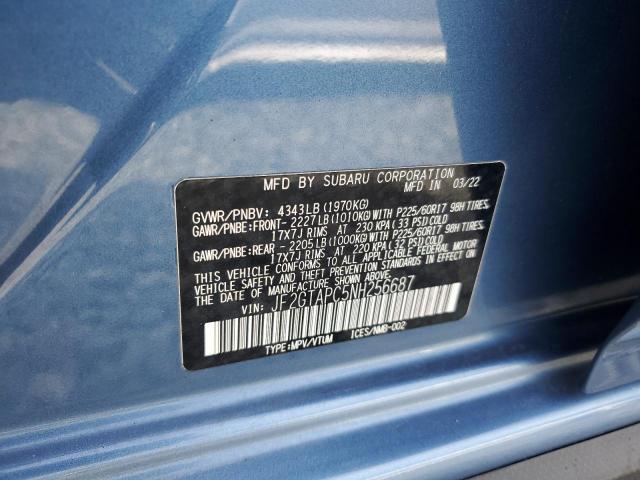 MFD BY SUBARU CORPORATION
MFD IN 03/22
GVWR/PNBV: 4343LB (1970KG)
GAWR/PNBE:FRONT- 2227LB(1010KG)WITH P225/60R17 98H TIRES
17X7J RIMS AT 230 KPA(33 PSI)COLD
GAWR/PNBE:REAR - 2205LB(1000KG)WITH P225/60R17 98H TIRES
17X7J RIMS AT 220 KPA(32 PSI)COLD
THIS VEHICLE CONFORMS TO ALL APPLICABLE FEDERAL MOTOR
VEHICLE SAFETY AND BUMPER STANDARDS IN EFFECT ON
THE DATE OF MANUFACTURE SHOWN ABOVE.
VIN: JF2GTAPC5NH256687
TYPE:MPV/VTUM ICES/NMB-002